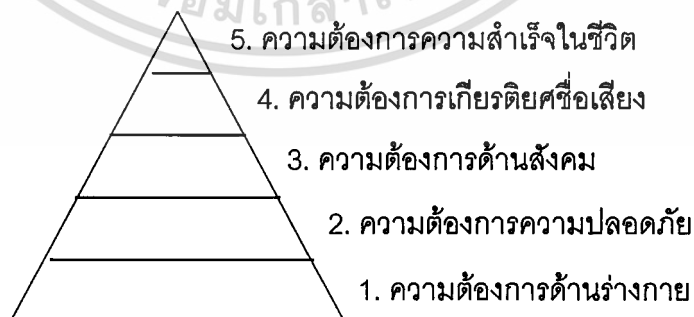 5. ความต้องการความสำเร็จในชีวิต
4. ความต้องการเกียรติยศชื่อเสียง
3. ความต้องการด้านสังคม
2. ความต้องการความปลอดภัย
1. ความต้องการด้านร่างกาย